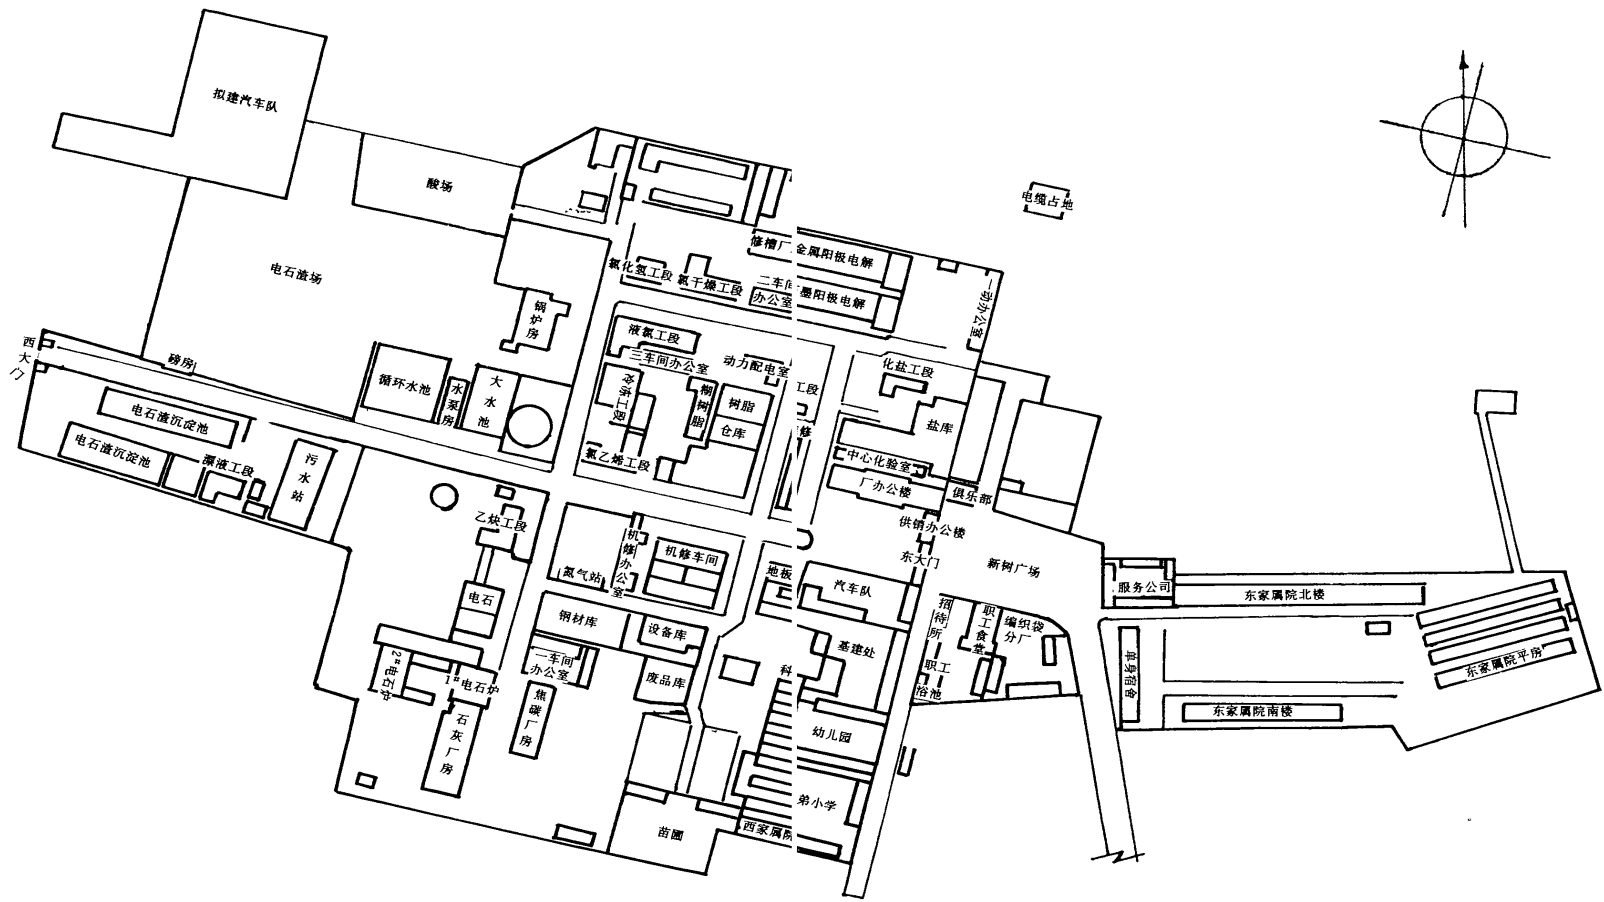 拟建汽车队
酸场
电缆占地
电石渣场
修槽厂
金属阳极电解
氯化氢工段
氯干燥工段
二车间
办公室
墨阳极电解
一动办公室
锅炉房
液氯工段
三车间办公室
动力配电室
化盐工段
工段
西大门
磅房
循环水池
水泵房
大水池
冷冻工段
糊树脂
树脂
仓库
盐库
修
电石渣沉淀池
电石渣沉淀池
源液工段
污水站
氯乙烯工段
中心化验室
厂办公楼
俱乐部
乙炔工段
供销办公楼
东大门
新树广场
机修办公室
机修车间
氮气站
地板
汽车队
服务公司
东家属院北楼
电石
钢材库
设备库
招待所
职工食堂
编织袋
分厂
基建处
一车间
办公室
废品库
科
职工
浴池
单身宿舍
东家属院平房
2#电石炉
1#电石炉
焦碳厂房
石灰厂房
幼儿园
东家属院南楼
弟小学
苗圃
西家属院